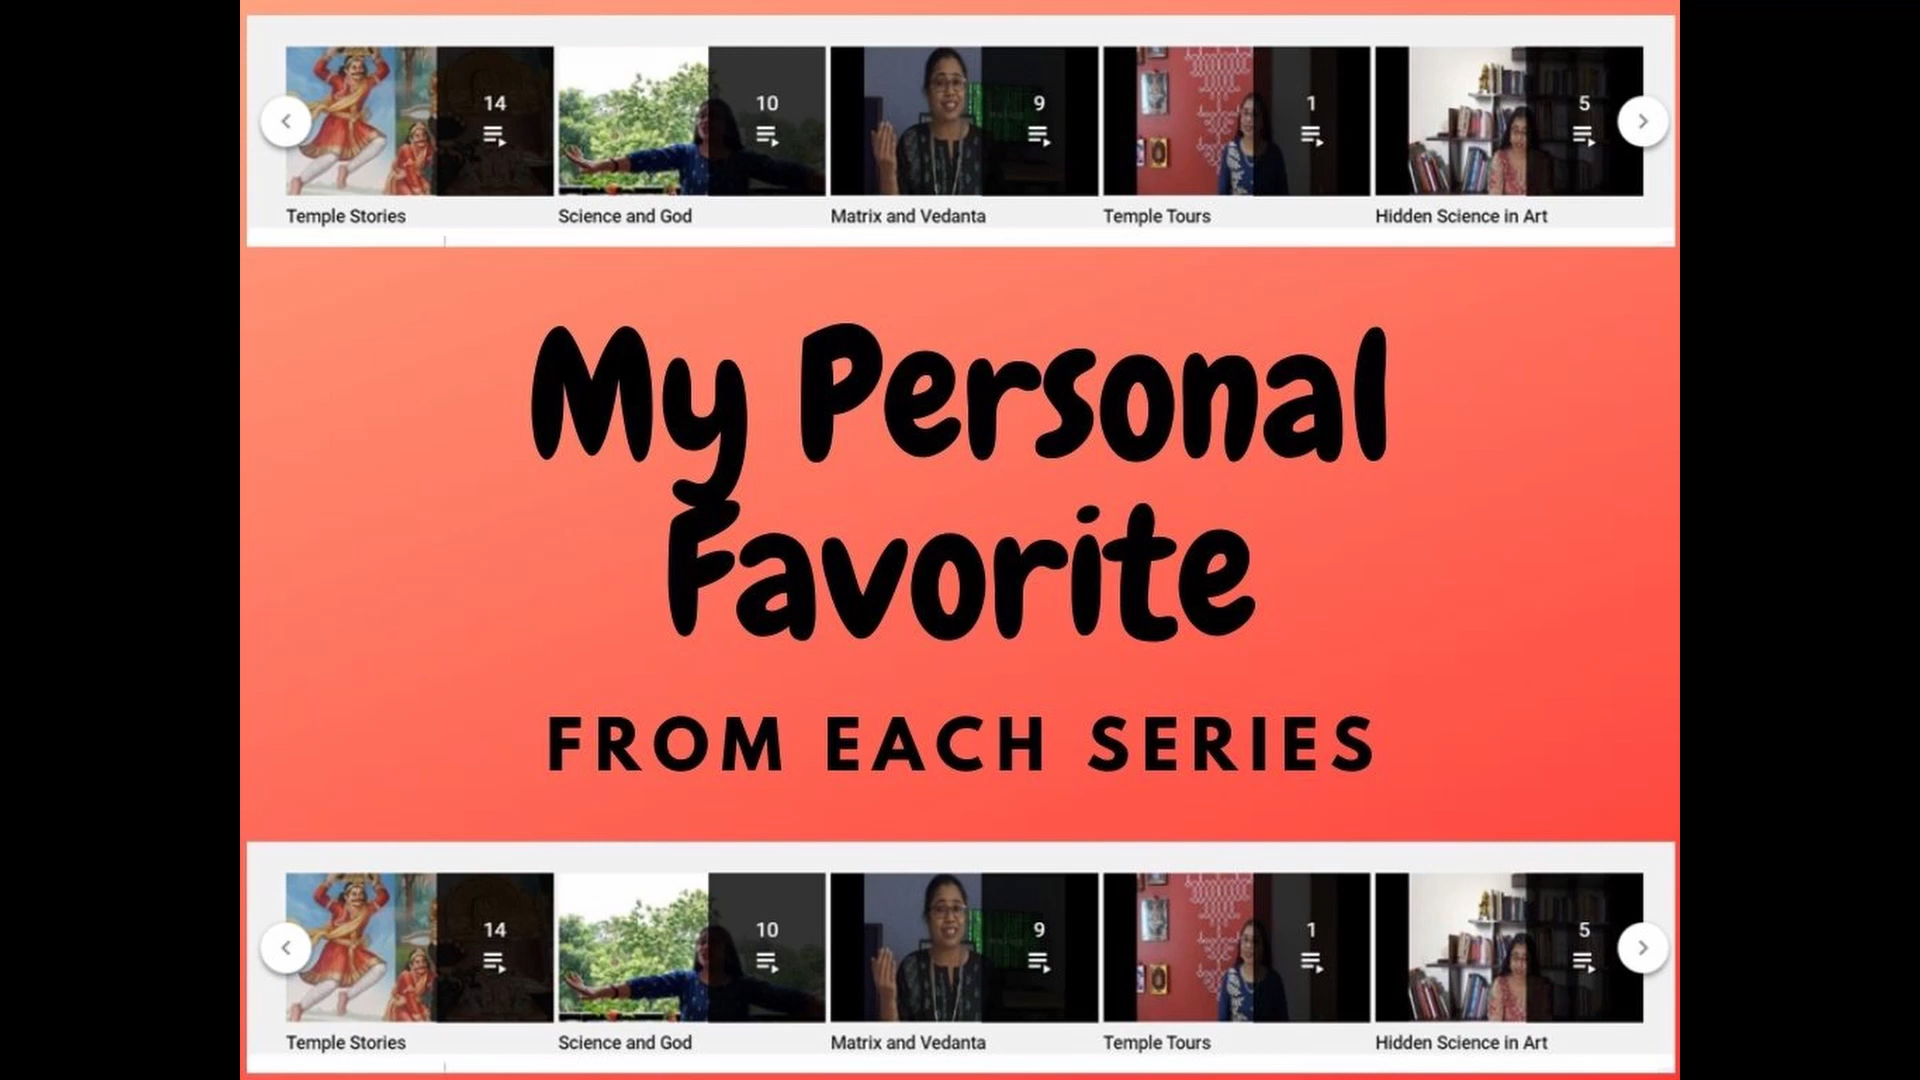 14
10
9
1
5
Temple Stories
Science and God
Matrix and Vedanta
Temple Tours
Hidden Science in Art
My Personal
Favorite
FROM EACH SERIES
14
10
9
1
5
Temple Stories
Science and God
Matrix and Vedanta
Temple Tours
Hidden Science in Art